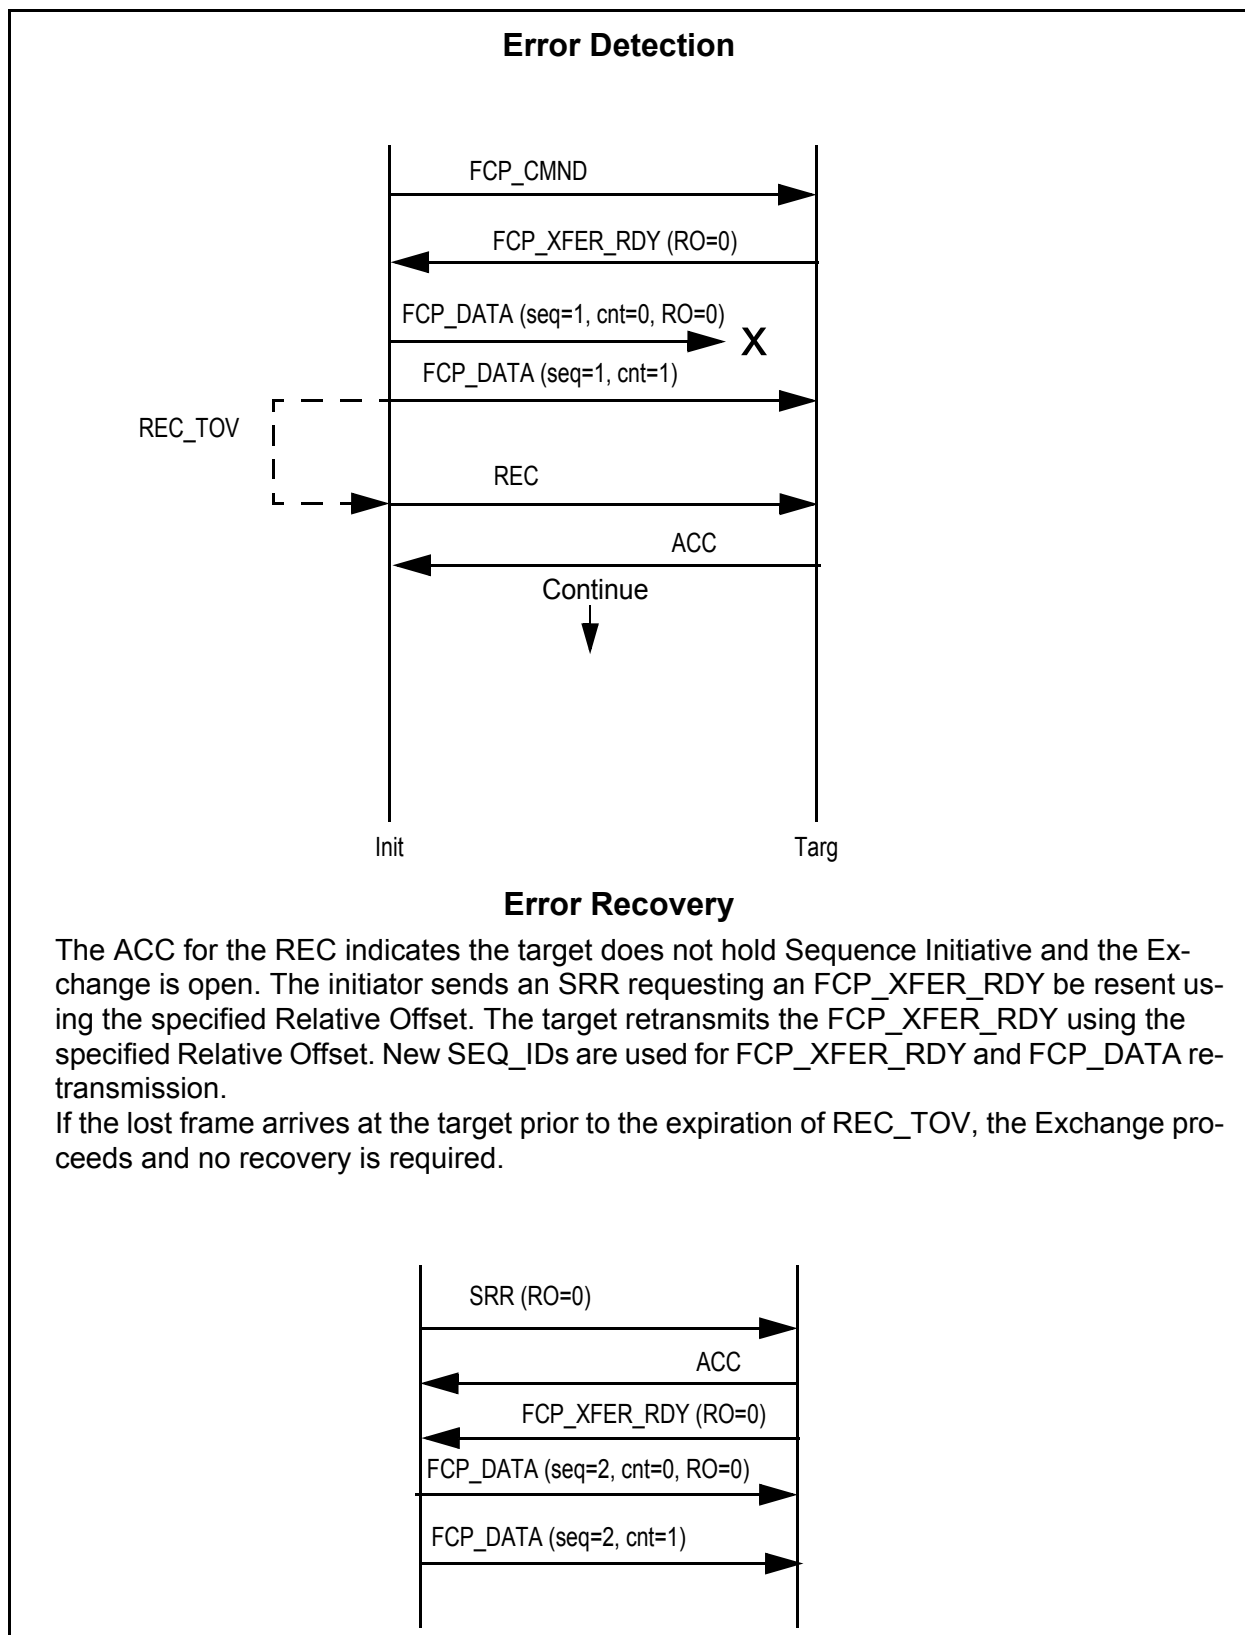 Error Detection
FCP_CMND
FCP_XFER_RDY (RO=0)
FCP_DATA (seq=1, cnt=0, RO=0)
X
FCP_DATA (seq=1, cnt=1)
REC_TOV
REC
ACC
Continue
Init
Targ
Error Recovery
The ACC for the REC indicates the target does not hold Sequence Initiative and the Ex-
change is open. The initiator sends an SRR requesting an FCP_XFER_RDY be resent us-
ing the specified Relative Offset. The target retransmits the FCP_XFER_RDY using the
specified Relative Offset. New SEQ_IDs are used for FCP_XFER_RDY and FCP_DATA re-
transmission.
If the lost frame arrives at the target prior to the expiration of REC_TOV, the Exchange pro-
ceeds and no recovery is required.
SRR (RO=0)
ACC
FCP_XFER_RDY (RO=0)
FCP_DATA (seq=2, cnt=0, RO=0)
FCP_DATA (seq=2, cnt=1)